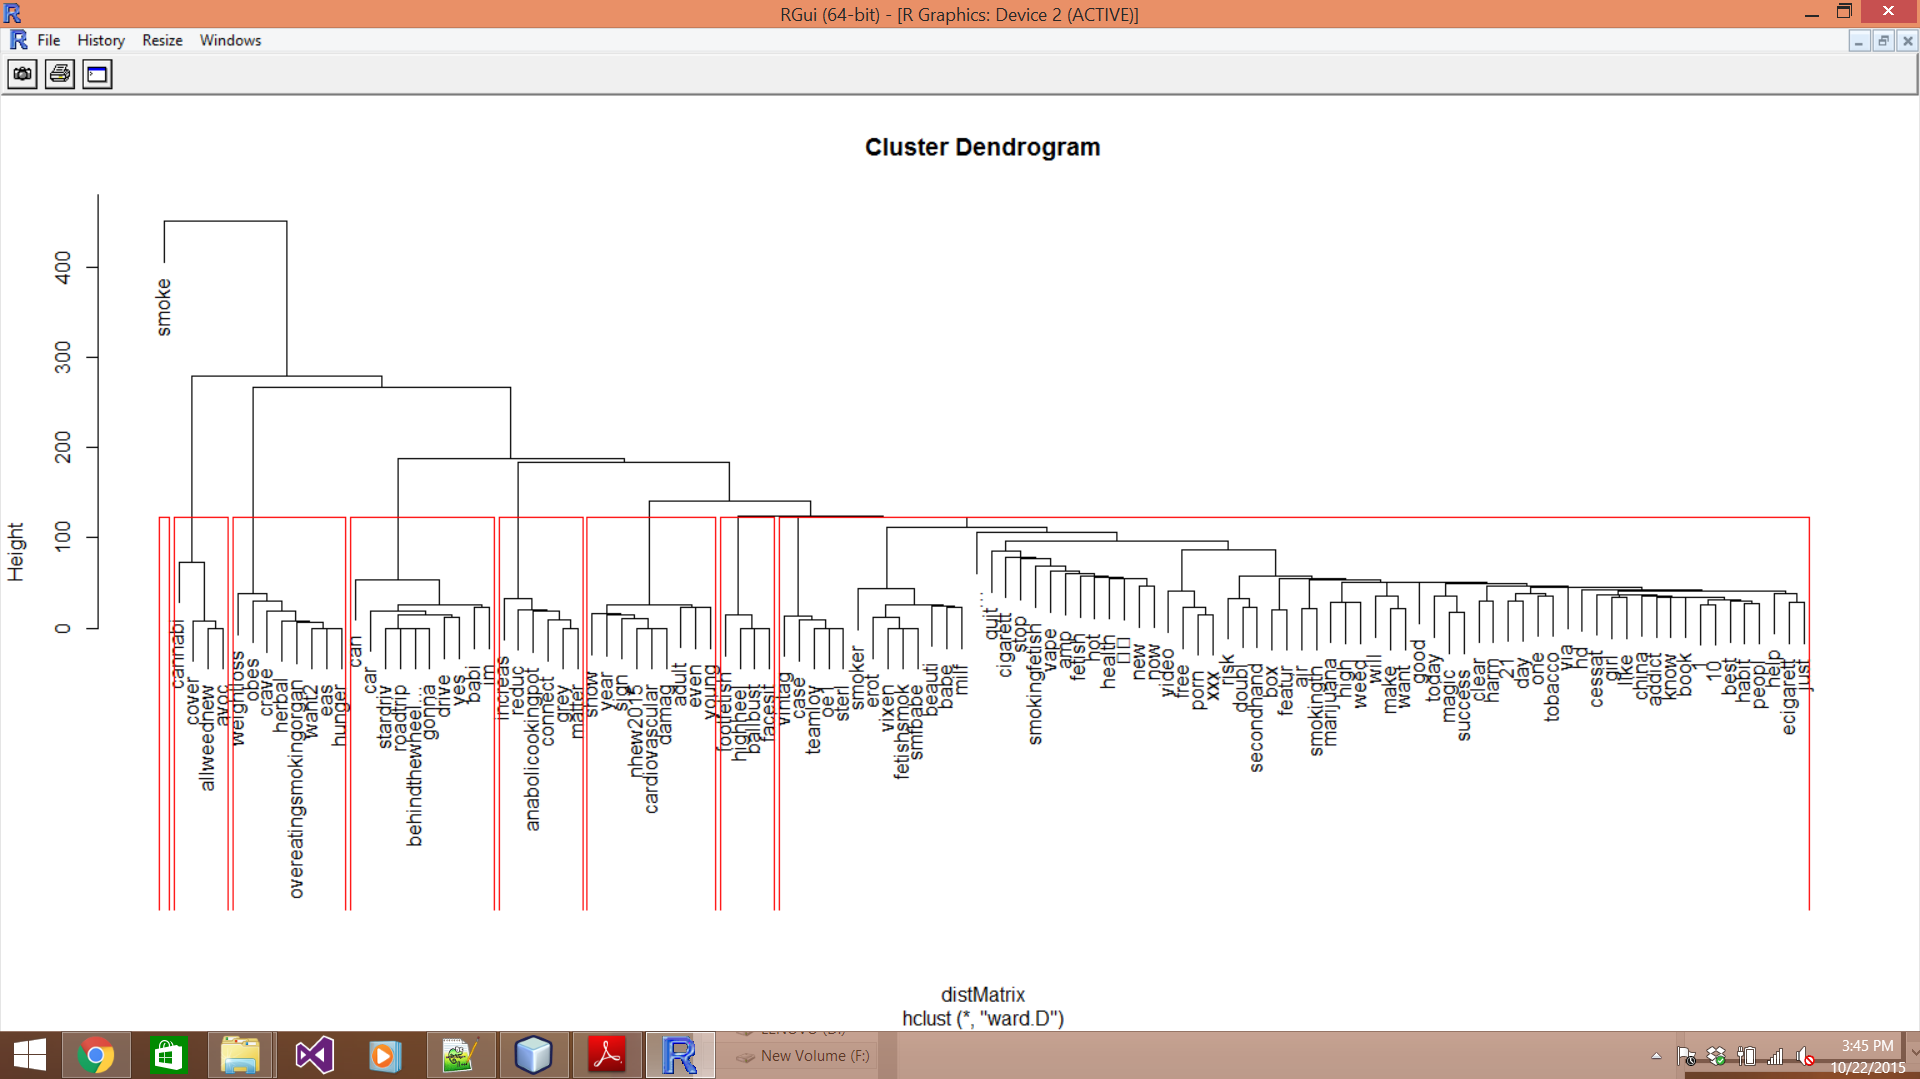 RGui (64-bit) - [R Graphics: Device 2 (ACTIVE)]
File History Resize Windows
Cluster Dendrogram
Height
0 100 200 300 400
smoke
cannabi
cover
allweednew
avoc
weightloss
obes
crave
herbal
overeatingsmokingorgan
want2
eas
hunger
can
car
stardriv
roadtrip
behindthewheel...
gonna
drive
yes
babi
im
increas
reduc
anabolicookingpot
connect
grey
matter
show
year
sign
nhew2015
cardiovascular
damag
adult
even
young
footfetish
highheel
ballbust
facesit
vintag
case
teamloy
oej
sterl
smoker
erot
vixen
fetishsmok
smfbabe
beauti
babe
milf
quit
cigarett
stop
smokingfetish
vape
amp
fetish
hot
health
new
now
video
free
porn
xxx
risk
doubl
secondhand
box
featur
air
smokingth
marijuana
high
weed
will
make
want
good
today
magic
success
clear
harm
21
day
one
tobacco
via
hd
cessat
girl
like
china
addict
know
book
1
10
best
habit
peopl
help
ecigarett
just
distMatrix
hclust (*, "ward.D")
New Volume (F:)
3:45 PM
10/22/2015